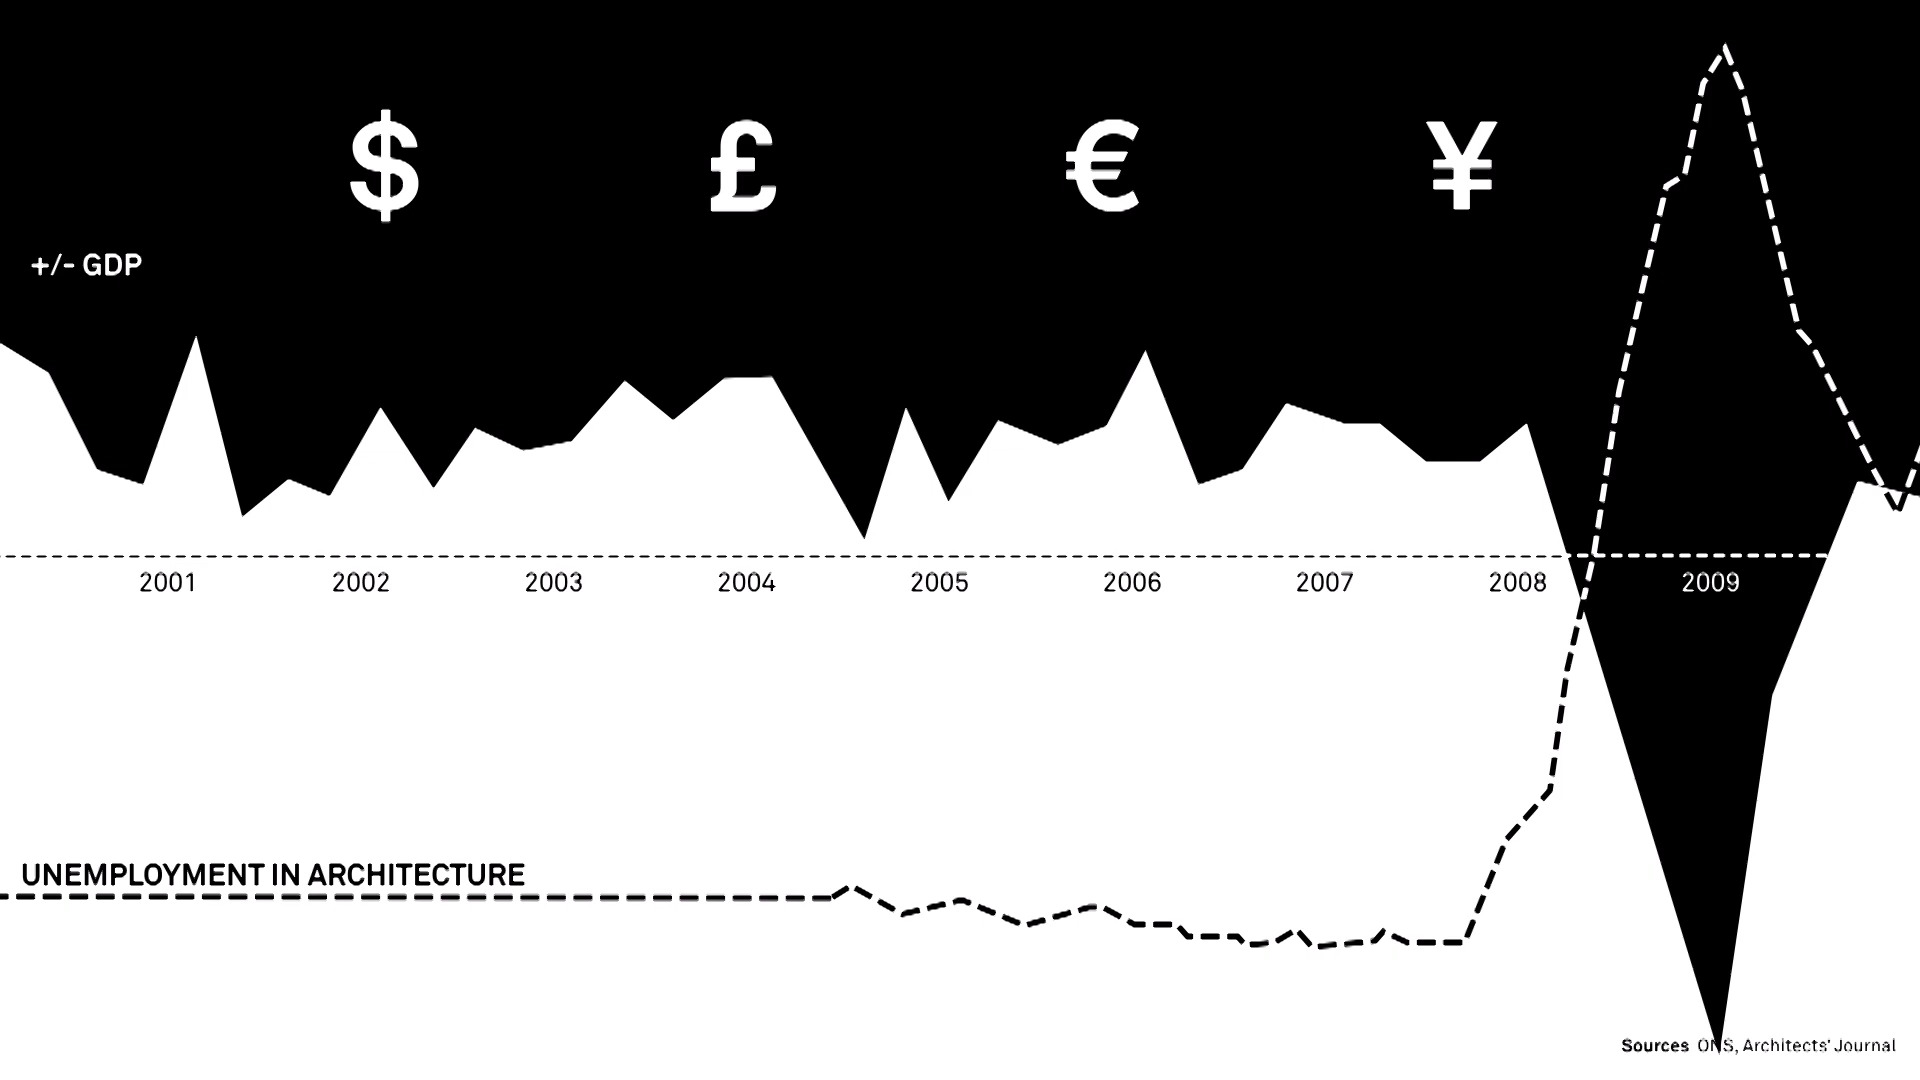 $ £ € ¥
+/- GDP
2001 2002 2003 2004 2005 2006 2007 2008 2009
UNEMPLOYMENT IN ARCHITECTURE
Sources ONS, Architects' Journal